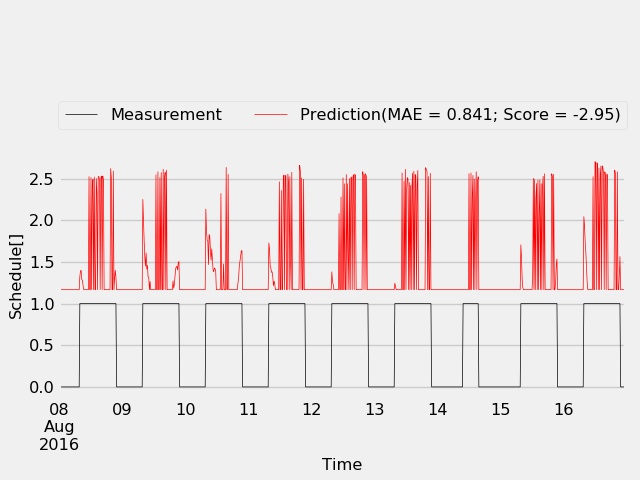 Measurement
Prediction(MAE = 0.841; Score = -2.95)
Schedule[]
2.5
2.0
1.5
1.0
0.5
0.0
08 09 10 11 12 13 14 15 16
Aug
2016
Time